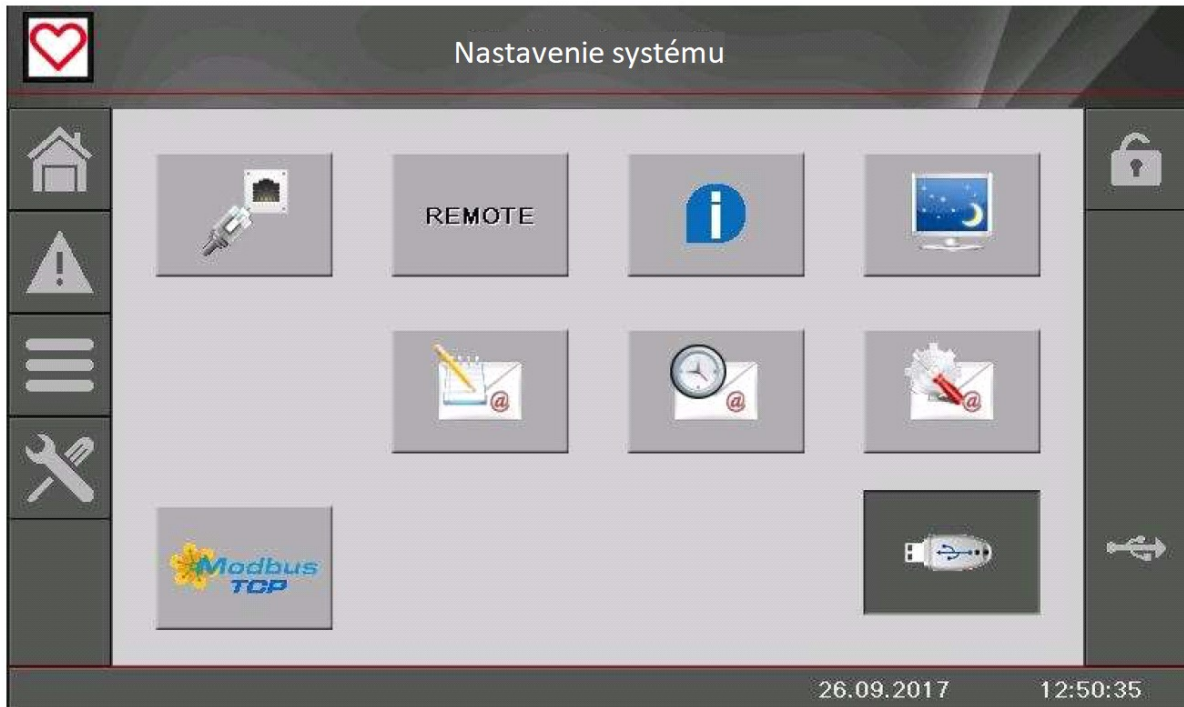 Nastavenie systému
REMOTE
i
@
@
@
Modbus
TCP
26.09.2017 12:50:35